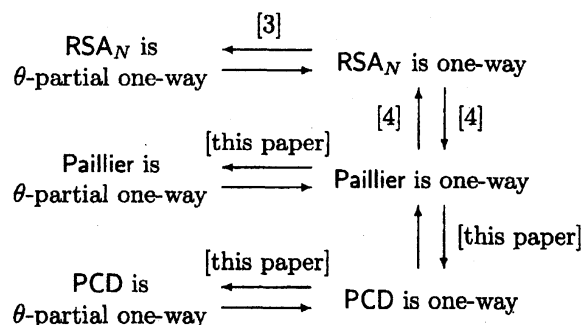 [3]
RSA_N is
θ-partial one-way
RSA_N is one-way
[4]
[4]
[this paper]
Paillier is
θ-partial one-way
Paillier is one-way
[this paper]
[this paper]
PCD is
θ-partial one-way
PCD is one-way